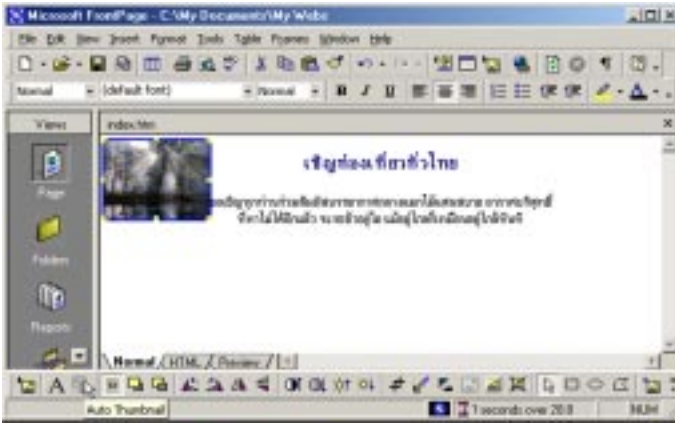 Microsoft FrontPage - C:\My Documents\My Webs
File Edit View Insert Format Tools Table Frames Window Help
Normal (default font) Normal B I U A
Views index.htm
เชิญท่องเที่ยวทั่วไทย
Page
Folders
Reports
Normal HTML Preview
A
Auto Thumbnail
1 seconds over 28.8 NUM